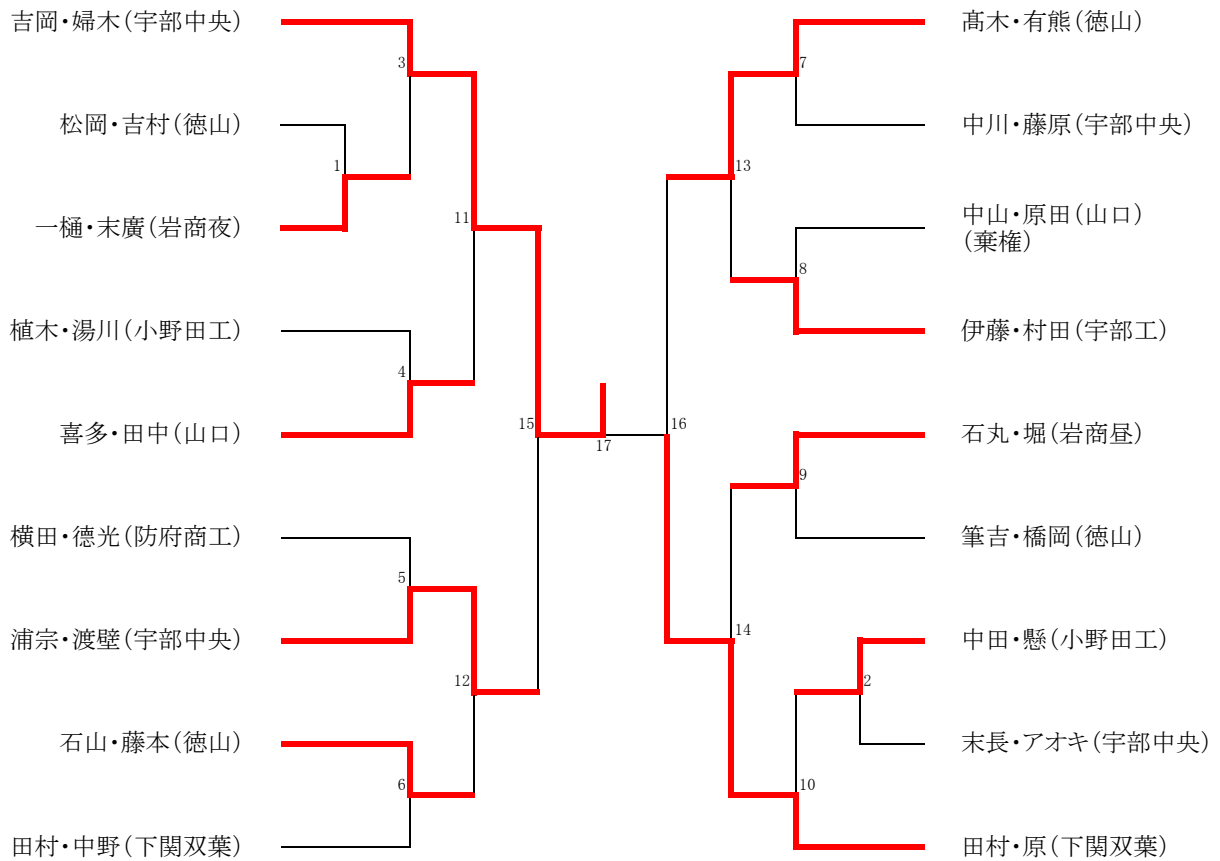 吉岡・婦木(宇部中央)
松岡・吉村(徳山)
一樋・末廣(岩商夜)
植木・湯川(小野田工)
喜多・田中(山口)
横田・德光(防府商工)
浦宗・渡壁(宇部中央)
石山・藤本(徳山)
田村・中野(下関双葉)
3
1
11
4
15
5
12
6
17
16
7
13
8
9
14
2
10
髙木・有熊(徳山)
中川・藤原(宇部中央)
中山・原田(山口)
(棄権)
伊藤・村田(宇部工)
石丸・堀(岩商昼)
筆吉・橋岡(徳山)
中田・懸(小野田工)
末長・アオキ(宇部中央)
田村・原(下関双葉)